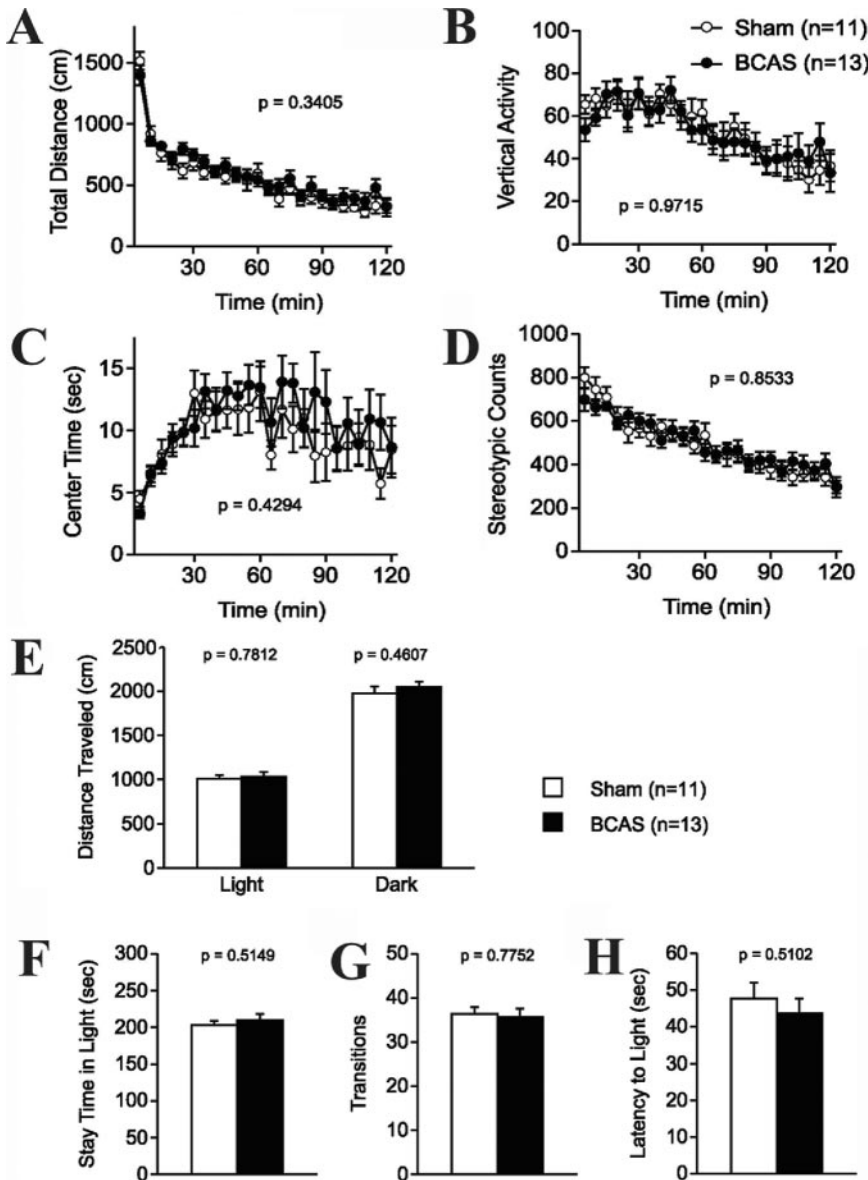 A
Total Distance (cm)
1500
1000
500
0
p = 0.3405
30 60 90 120
Time (min)
B
Sham (n=11)
BCAS (n=13)
Vertical Activity
100
80
60
40
20
0
p = 0.9715
30 60 90 120
Time (min)
C
Center Time (sec)
15
10
5
0
p = 0.4294
30 60 90 120
Time (min)
D
Stereotypic Counts
1000
800
600
400
200
0
p = 0.8533
30 60 90 120
Time (min)
E
Distance Traveled (cm)
2500
2000
1500
1000
500
0
p = 0.7812 p = 0.4607
Light Dark
Sham (n=11)
BCAS (n=13)
F
Stay Time in Light (sec)
300
250
200
150
100
50
0
p = 0.5149
G
Transitions
50
40
30
20
10
0
p = 0.7752
H
Latency to Light (sec)
60
50
40
30
20
10
0
p = 0.5102